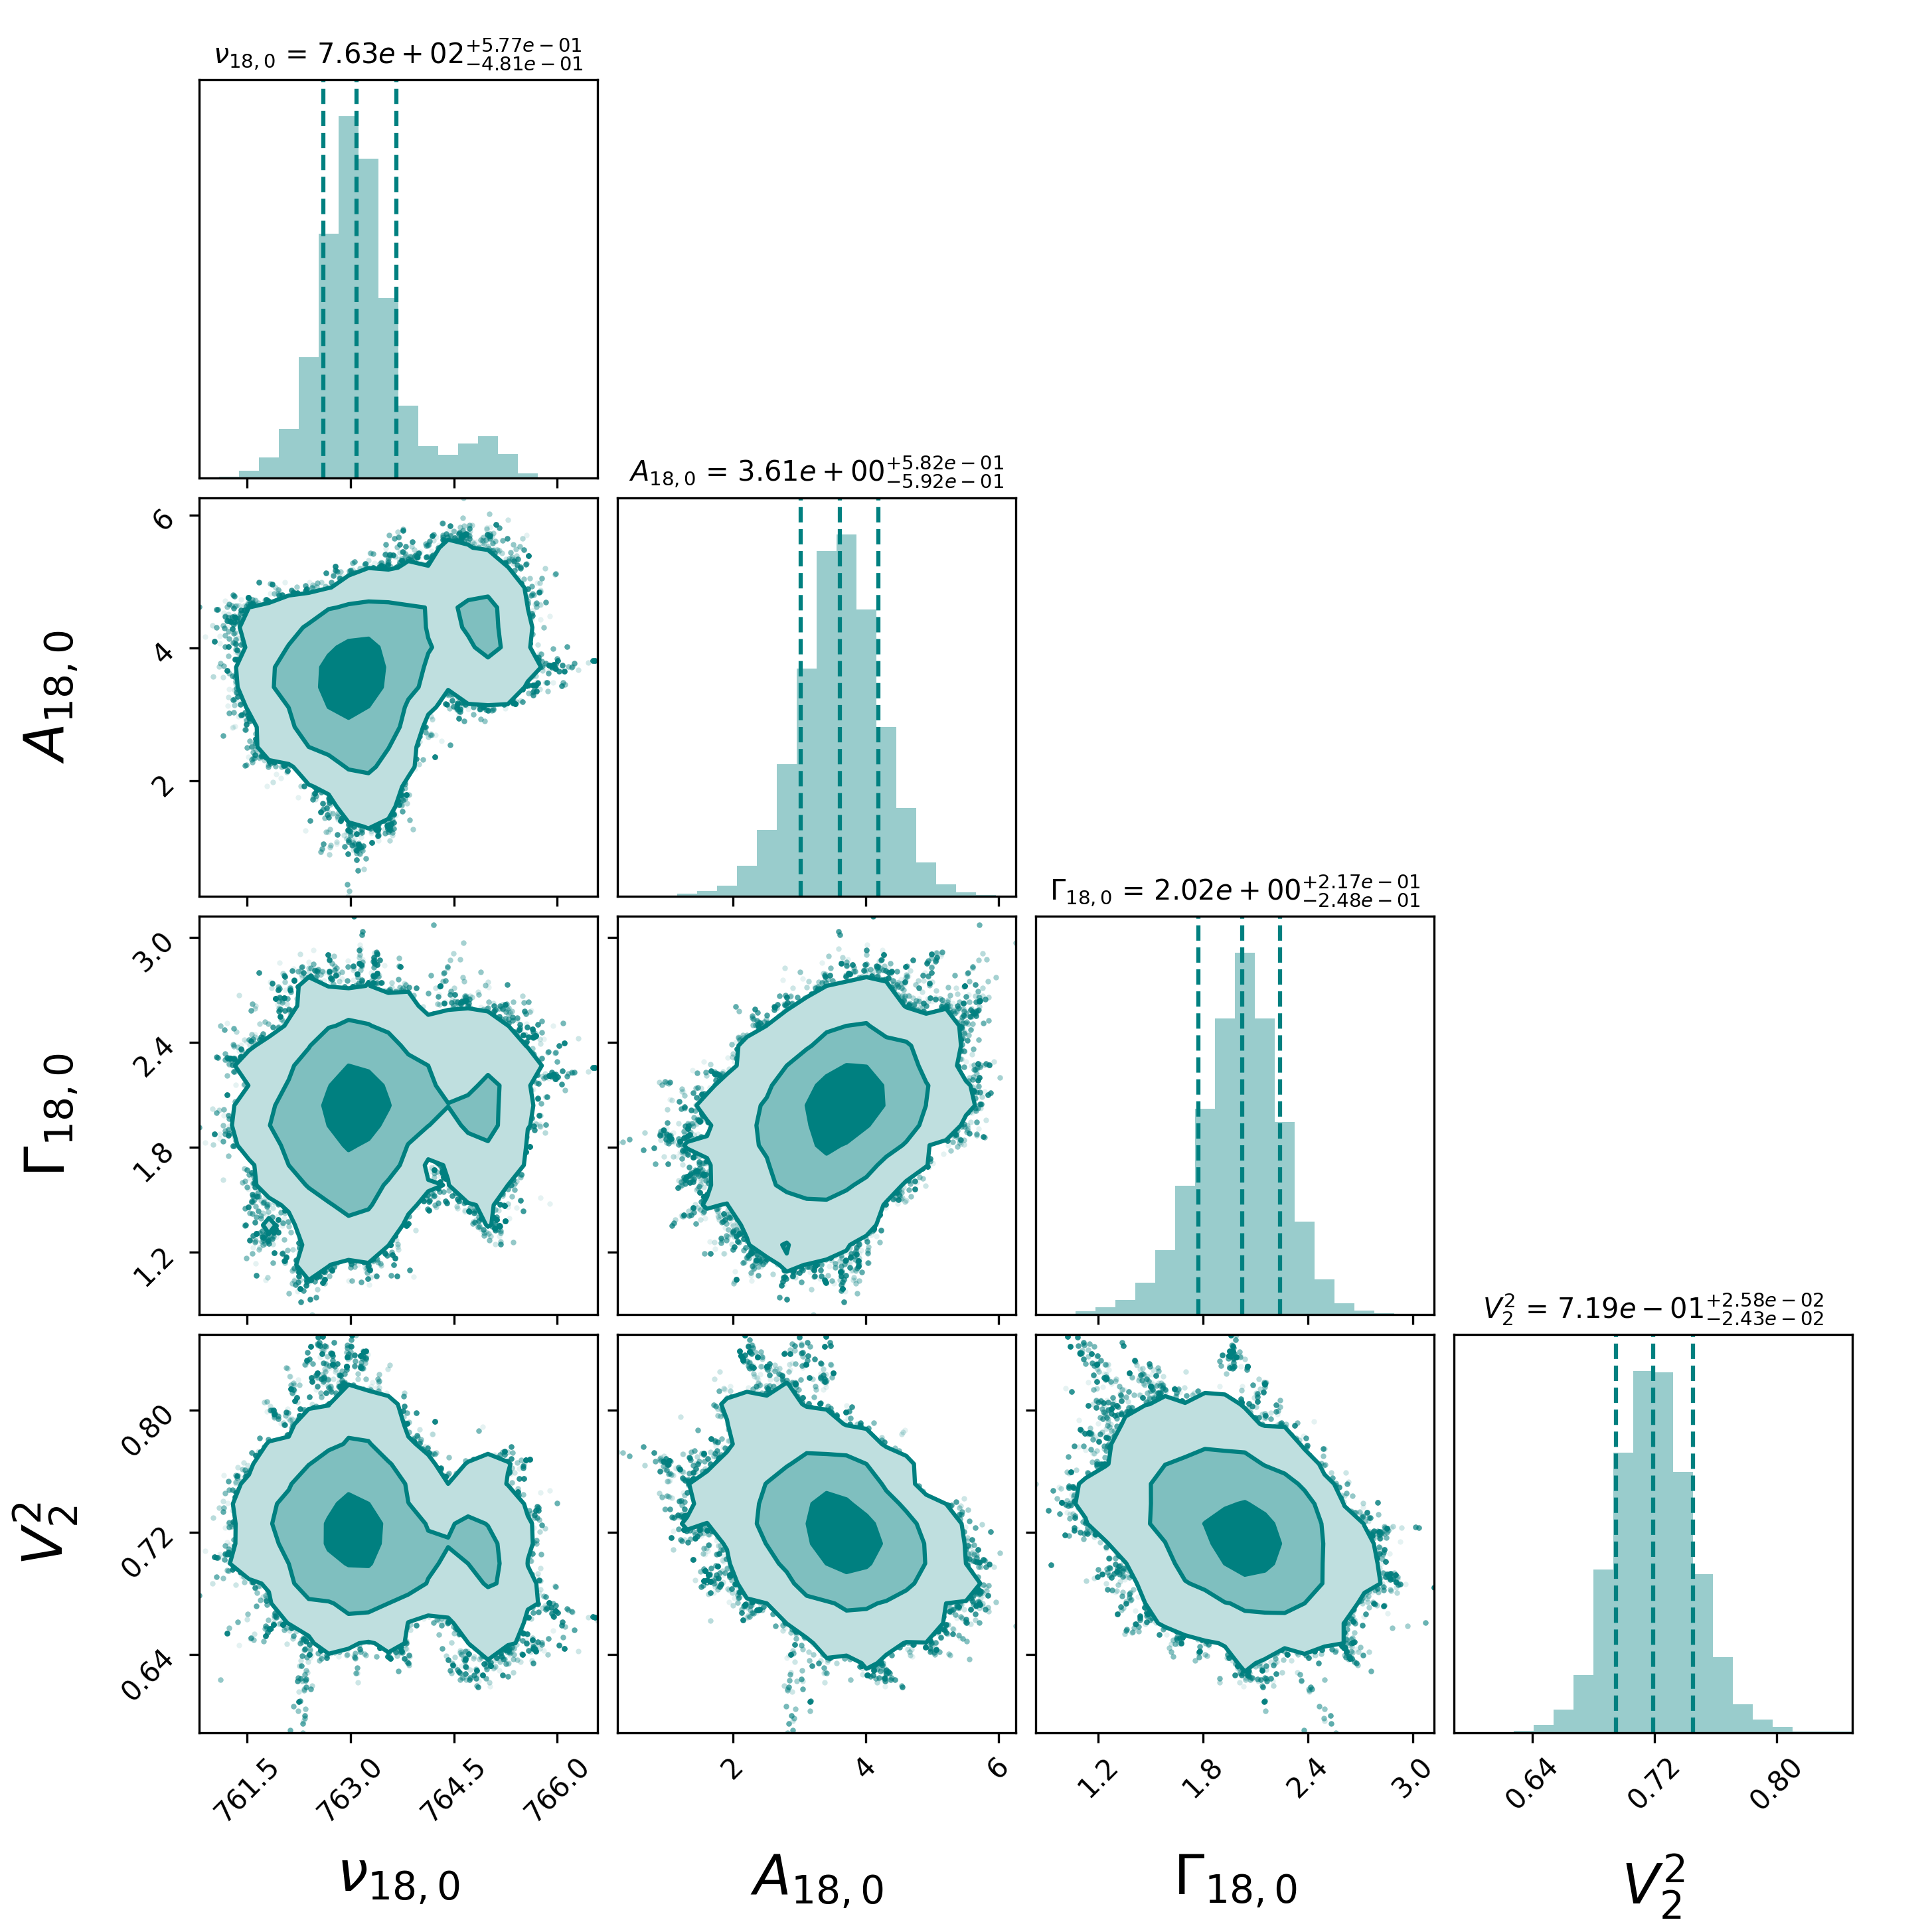 ν₁₈,₀ = 7.63e + 02 +5.77e − 01 −4.81e − 01
A₁₈,₀ = 3.61e + 00 +5.82e − 01 −5.92e − 01
6
4
2
A₁₈,₀
Γ₁₈,₀ = 2.02e + 00 +2.17e − 01 −2.48e − 01
3.0
2.4
1.8
1.2
Γ₁₈,₀
V₂² = 7.19e − 01 +2.58e − 02 −2.43e − 02
0.80
0.72
0.64
V₂²
761.5 763.0 764.5 766.0 2 4 6 1.2 1.8 2.4 3.0 0.64 0.72 0.80
ν₁₈,₀ A₁₈,₀ Γ₁₈,₀ V₂²